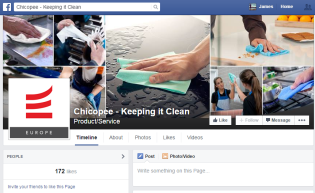 Chicopee - Keeping it Clean
James
Home
EUROPE
Chicopee - Keeping it Clean
Product/Service
Like
Follow
Message
Timeline
About
Photos
Likes
Videos
PEOPLE
172 likes
Invite your friends to like this Page
Post
Photo/Video
Write something on this Page...